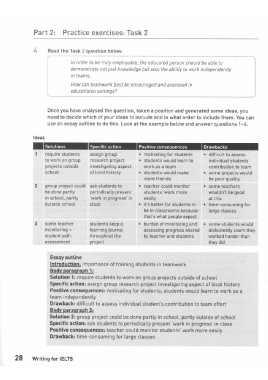 Part 2: Practice exercises: Task 2
4 Read the Task 2 question below.
In order to be truly employable, the educated person should be able to
demonstrate not just knowledge but also the ability to work independently
in teams.
How can teamwork best be encouraged and assessed in
educational settings?
Once you have analysed the question, taken a position and generated some ideas, you
need to decide which of your ideas to include and in what order to include them. You can
use an essay outline to do this. Look at the example below and answer questions 1–4.
Ideas
Solutions Specific action Positive consequences Drawbacks
1 require students to work on group projects outside school
assign group research project investigating aspect of local history
• motivating for students
• students would learn to work as a team
• students would make more friends
• difficult to assess individual students' contribution to team
• some projects would be poor quality
2 group project could be done partly in school, partly outside school
ask students to periodically present 'work in progress' in class
• teacher could monitor students' work more easily
• it's better for students to be in classrooms because that's what people expect
• some teachers wouldn't be good at this.
• time-consuming for large classes
3 some teacher monitoring + student self-assessment
students keep a learning journal throughout the project
• burden of monitoring and assessing progress shared by teacher and students
• some students would dishonestly claim they worked harder than they did
Essay outline
Introduction: importance of training students in teamwork
Body paragraph 1:
Solution 1: require students to work on group projects outside of school
Specific action: assign group research project investigating aspect of local history
Positive consequences: motivating for students; students would learn to work as a
team independently
Drawback: difficult to assess individual student's contribution to team effort
Body paragraph 2:
Solution 2: group project could be done partly in school, partly outside of school
Specific action: ask students to periodically present 'work in progress' in class
Positive consequences: teacher could monitor students' work more easily
Drawback: time-consuming for large classes
28 Writing for IELTS